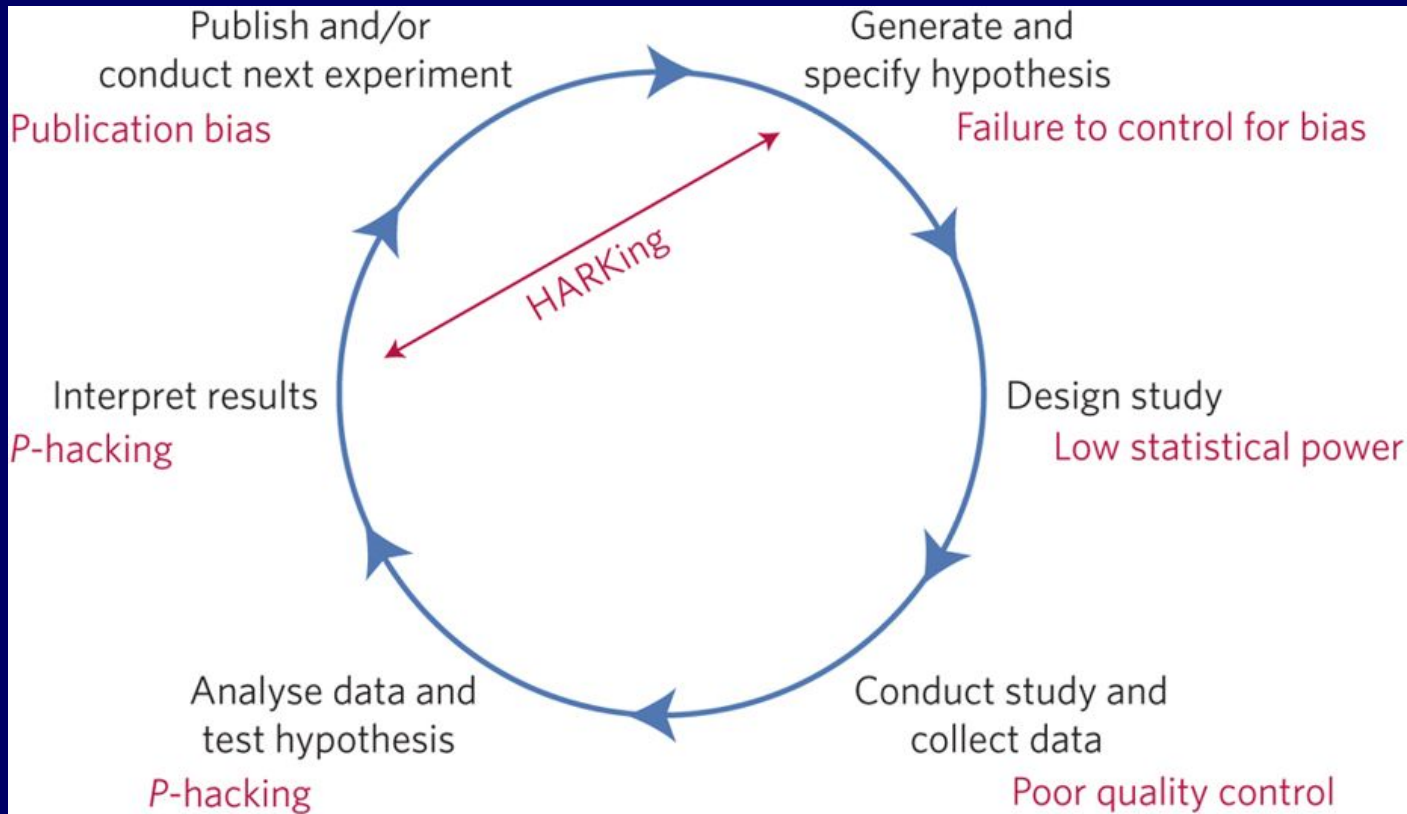 Publish and/or
conduct next experiment
Publication bias
Generate and
specify hypothesis
Failure to control for bias
HARKing
Interpret results
P-hacking
Design study
Low statistical power
Analyse data and
test hypothesis
P-hacking
Conduct study and
collect data
Poor quality control